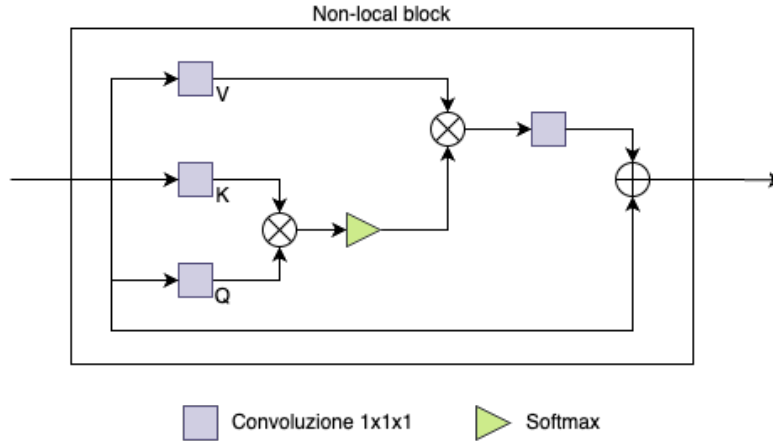 Non-local block
V
K
Q
Convoluzione 1x1x1
Softmax